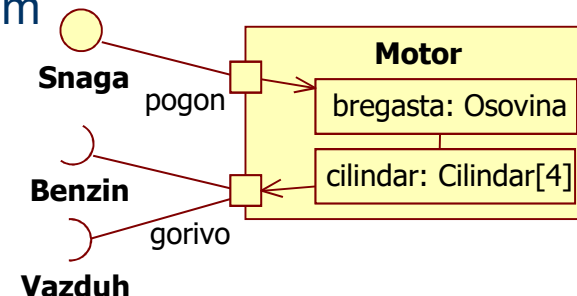 m
Snaga
pogon
Motor
bregasta: Osovina
cilindar: Cilindar[4]
Benzin
gorivo
Vazduh